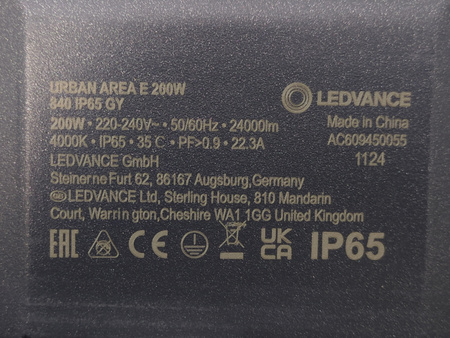 URBAN AREA E 200W
840 IP65 GY
LEDVANCE
200W • 220-240V~ • 50/60Hz • 24000lm
Made in China
4000K • IP65 • 35℃ • PF>0.9 • 22.3A
AC609450055
LEDVANCE GmbH
1124
Steinerne Furt 62, 86167 Augsburg,Germany
LEDVANCE Ltd, Sterling House, 810 Mandarin
Court, Warrin gton,Cheshire WA1 1GG United Kingdom
EAC CE UKCA IP65